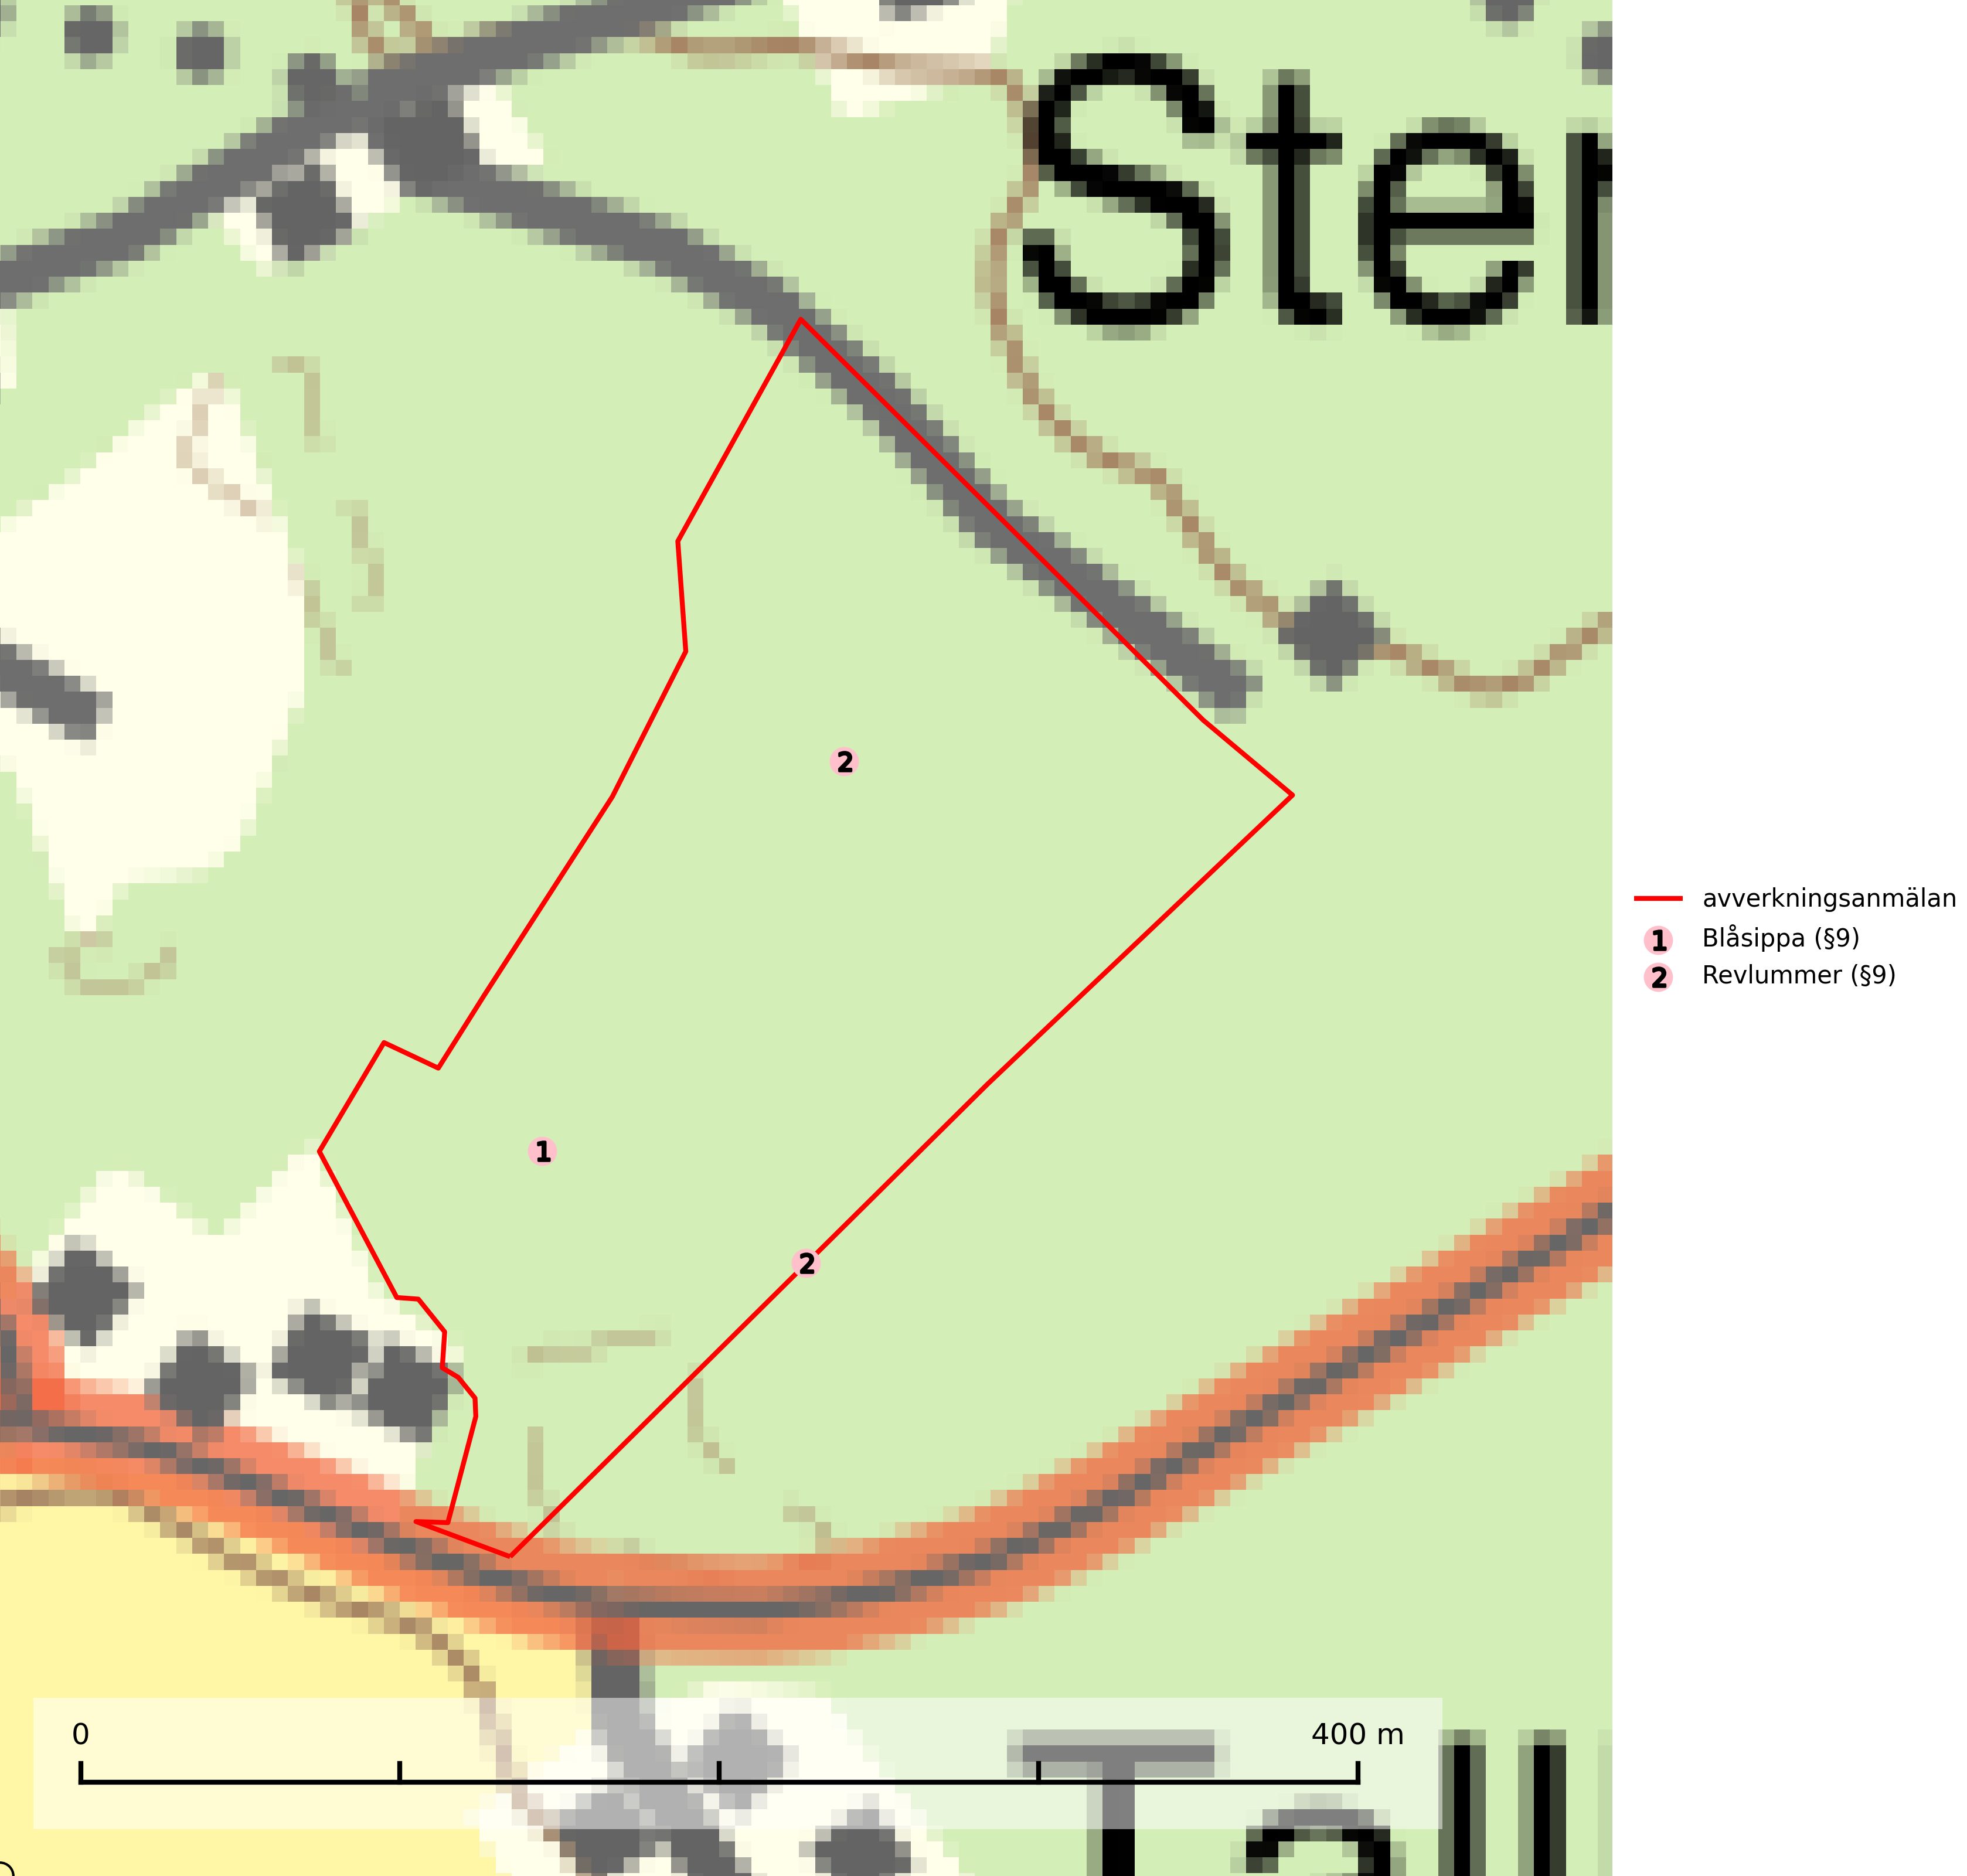 Ste
2
1
2
0 400 m
avverkningsanmälan
1 Blåsippa (§9)
2 Revlummer (§9)